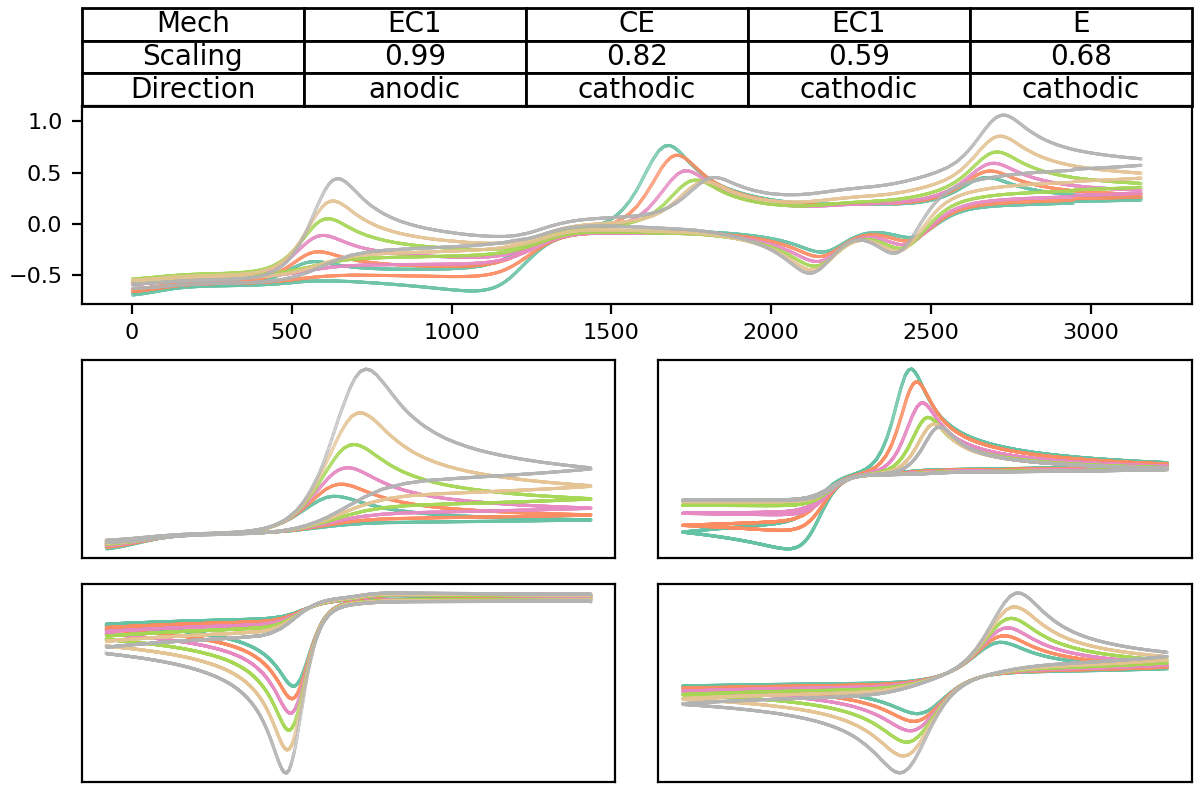 Mech EC1 CE EC1 E
Scaling 0.99 0.82 0.59 0.68
Direction anodic cathodic cathodic cathodic
1.0
0.5
0.0
−0.5
0 500 1000 1500 2000 2500 3000